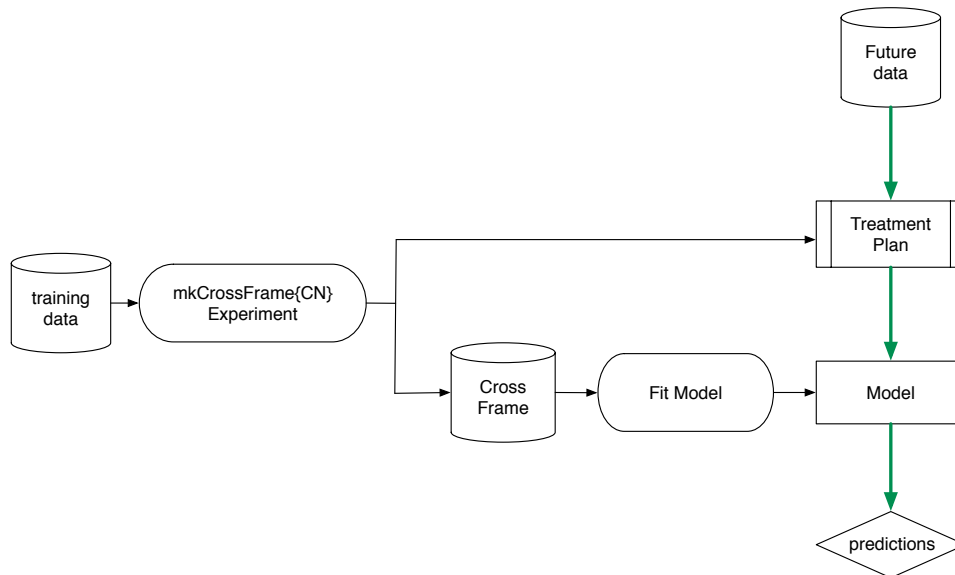 Future
data
Treatment
Plan
training
data
mkCrossFrame{CN}
Experiment
Cross
Frame
Fit Model
Model
predictions